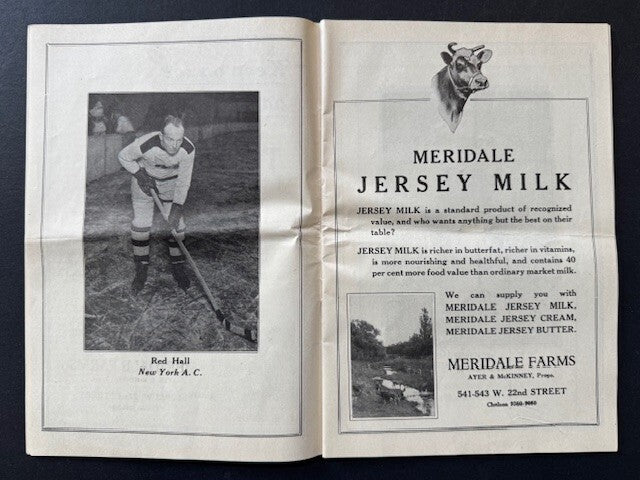 Red Hall
New York A. C.
MERIDALE
JERSEY MILK
JERSEY MILK is a standard product of recognized
value, and who wants anything but the best on their
table?
JERSEY MILK is richer in butterfat, richer in vitamins,
is more nourishing and healthful, and contains 40
per cent more food value than ordinary market milk.
We can supply you with
MERIDALE JERSEY MILK,
MERIDALE JERSEY CREAM,
MERIDALE JERSEY BUTTER.
MERIDALE FARMS
AYER & McKINNEY, Props.
541-543 W. 22nd STREET
Chelsea